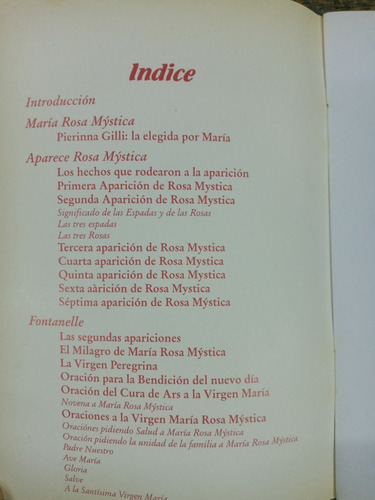 Indice
Introducción
María Rosa Mýstica
Pierinna Gilli: la elegida por María
Aparece Rosa Mýstica
Los hechos que rodearon a la aparición
Primera Aparición de Rosa Mystica
Segunda Aparición de Rosa Mystica
Significado de las Espadas y de las Rosas
Las tres espadas
Las tres Rosas
Tercera aparición de Rosa Mystica
Cuarta aparición de Rosa Mystica
Quinta aparición de Rosa Mystica
Sexta aàrición de Rosa Mystica
Séptima aparición de Rosa Mýstica
Fontanelle
Las segundas apariciones
El Milagro de María Rosa Mýstica
La Virgen Peregrina
Oración para la Bendición del nuevo día
Oración del Cura de Ars a la Virgen María
Novena a María Rosa Mýstica
Oraciones a la Virgen María Rosa Mýstica
Oraciónes pidiendo Salud a María Rosa Mýstica
Oración pidiendo la unidad de la familia a María Rosa Mýstica
Padre Nuestro
Ave María
Gloria
Salve
A la Santísima Virgen María